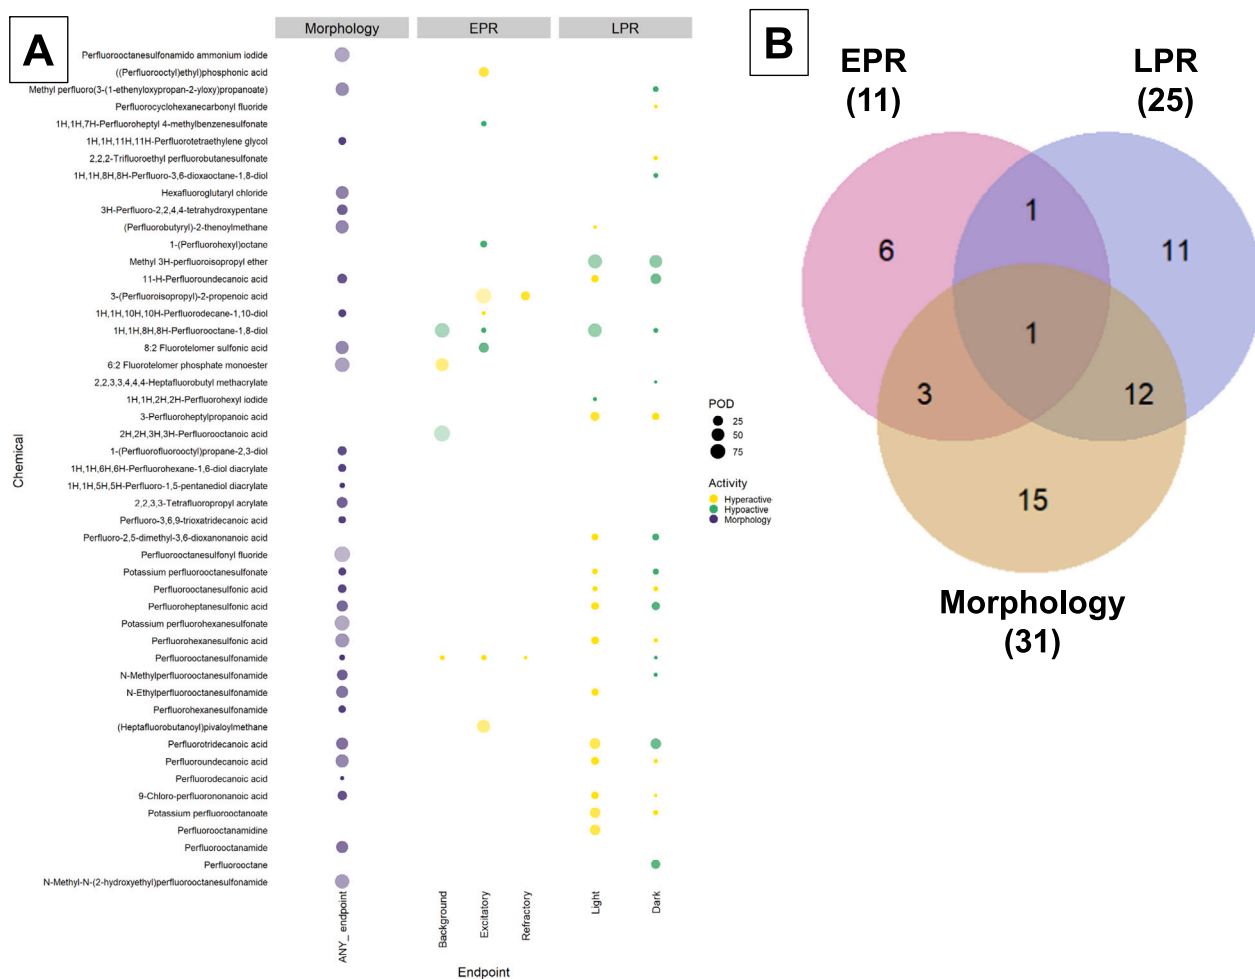 A
Morphology
EPR
LPR
Perfluorooctanesulfonamido ammonium iodide
((Perfluorooctyl)ethyl)phosphonic acid
Methyl perfluoro(3-(1-ethenyloxypropan-2-yloxy)propanoate)
Perfluorocyclohexanecarbonyl fluoride
1H,1H,7H-Perfluoroheptyl 4-methylbenzenesulfonate
1H,1H,11H,11H-Perfluorotetraethylene glycol
2,2,2-Trifluoroethyl perfluorobutanesulfonate
1H,1H,8H,8H-Perfluoro-3,6-dioxaoctane-1,8-diol
Hexafluoroglutaryl chloride
3H-Perfluoro-2,2,4,4-tetrahydroxypentane
(Perfluorobutyryl)-2-thenoylmethane
1-(Perfluorohexyl)octane
Methyl 3H-perfluoroisopropyl ether
11-H-Perfluoroundecanoic acid
3-(Perfluoroisopropyl)-2-propenoic acid
1H,1H,10H,10H-Perfluorodecane-1,10-diol
1H,1H,8H,8H-Perfluorooctane-1,8-diol
8:2 Fluorotelomer sulfonic acid
6:2 Fluorotelomer phosphate monoester
2,2,3,3,4,4,4-Heptafluorobutyl methacrylate
1H,1H,2H,2H-Perfluorohexyl iodide
3-Perfluoroheptylpropanoic acid
2H,2H,3H,3H-Perfluorooctanoic acid
1-(Perfluorofluorooctyl)propane-2,3-diol
1H,1H,6H,6H-Perfluorohexane-1,6-diol diacrylate
1H,1H,5H,5H-Perfluoro-1,5-pentanediol diacrylate
2,2,3,3-Tetrafluoropropyl acrylate
Perfluoro-3,6,9-trioxatridecanoic acid
Perfluoro-2,5-dimethyl-3,6-dioxanonanoic acid
Perfluorooctanesulfonyl fluoride
Potassium perfluorooctanesulfonate
Perfluorooctanesulfonic acid
Perfluoroheptanesulfonic acid
Potassium perfluorohexanesulfonate
Perfluorohexanesulfonic acid
Perfluorooctanesulfonamide
N-Methylperfluorooctanesulfonamide
N-Ethylperfluorooctanesulfonamide
Perfluorohexanesulfonamide
(Heptafluorobutanoyl)pivaloylmethane
Perfluorotridecanoic acid
Perfluoroundecanoic acid
Perfluorodecanoic acid
9-Chloro-perfluorononanoic acid
Potassium perfluorooctanoate
Perfluorooctanamidine
Perfluorooctanamide
Perfluorooctane
N-Methyl-N-(2-hydroxyethyl)perfluorooctanesulfonamide
Chemical
ANY_ endpoint
Background
Excitatory
Refractory
Light
Dark
Endpoint
POD
25
50
75
Activity
Hyperactive
Hypoactive
Morphology
B
EPR
(11)
LPR
(25)
1
6
11
1
3
12
15
Morphology
(31)